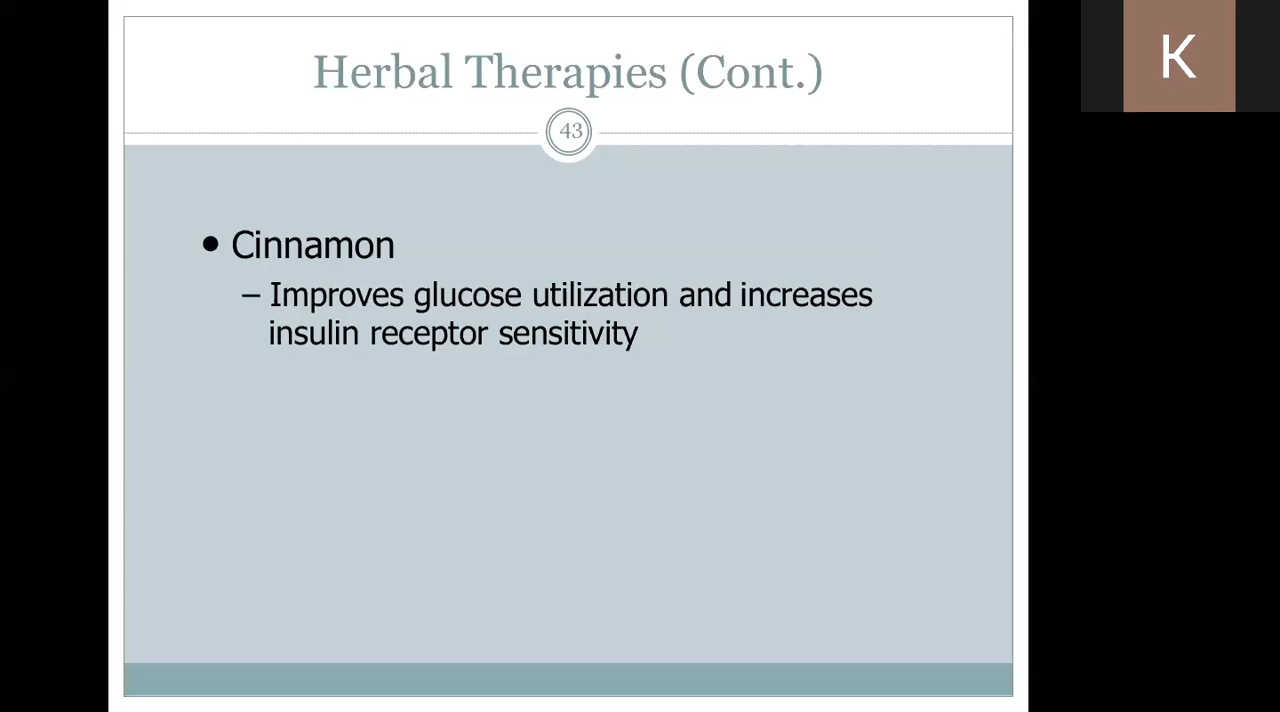 Herbal Therapies (Cont.)
K
43
• Cinnamon
– Improves glucose utilization and increases
insulin receptor sensitivity